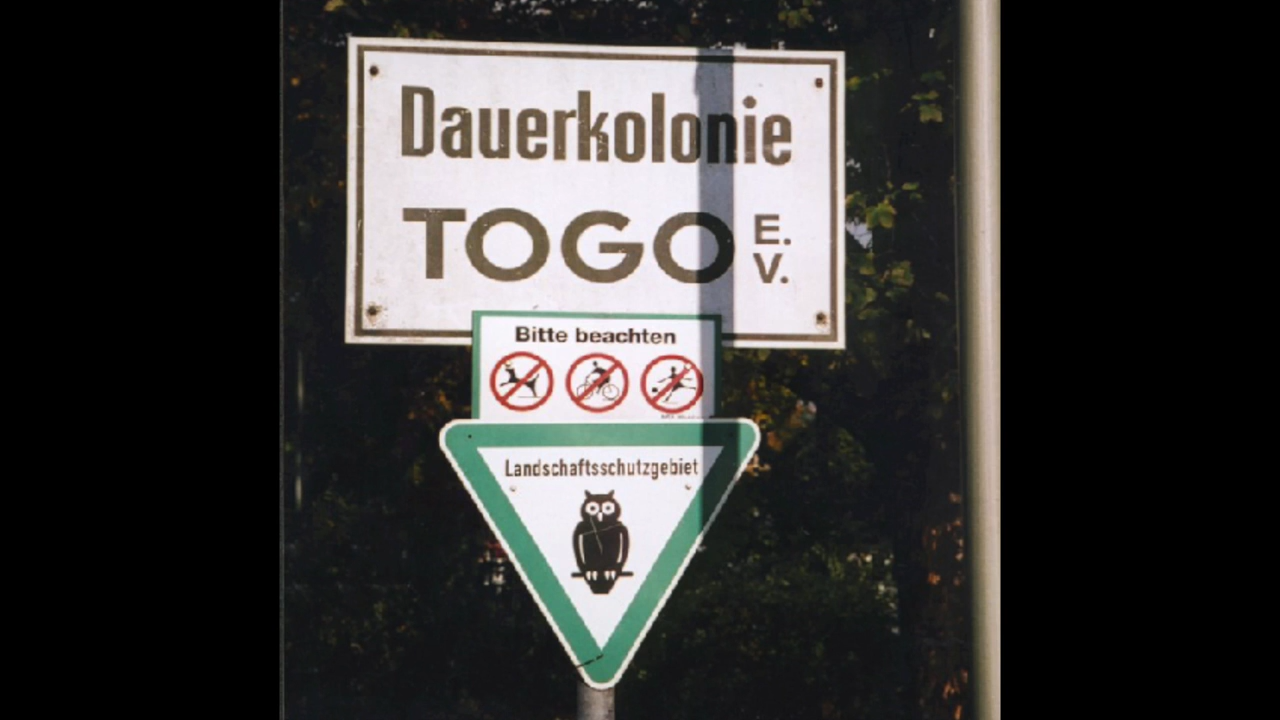 Dauerkolonie
TOGO E.
V.
Bitte beachten
Landschaftsschutzgebiet